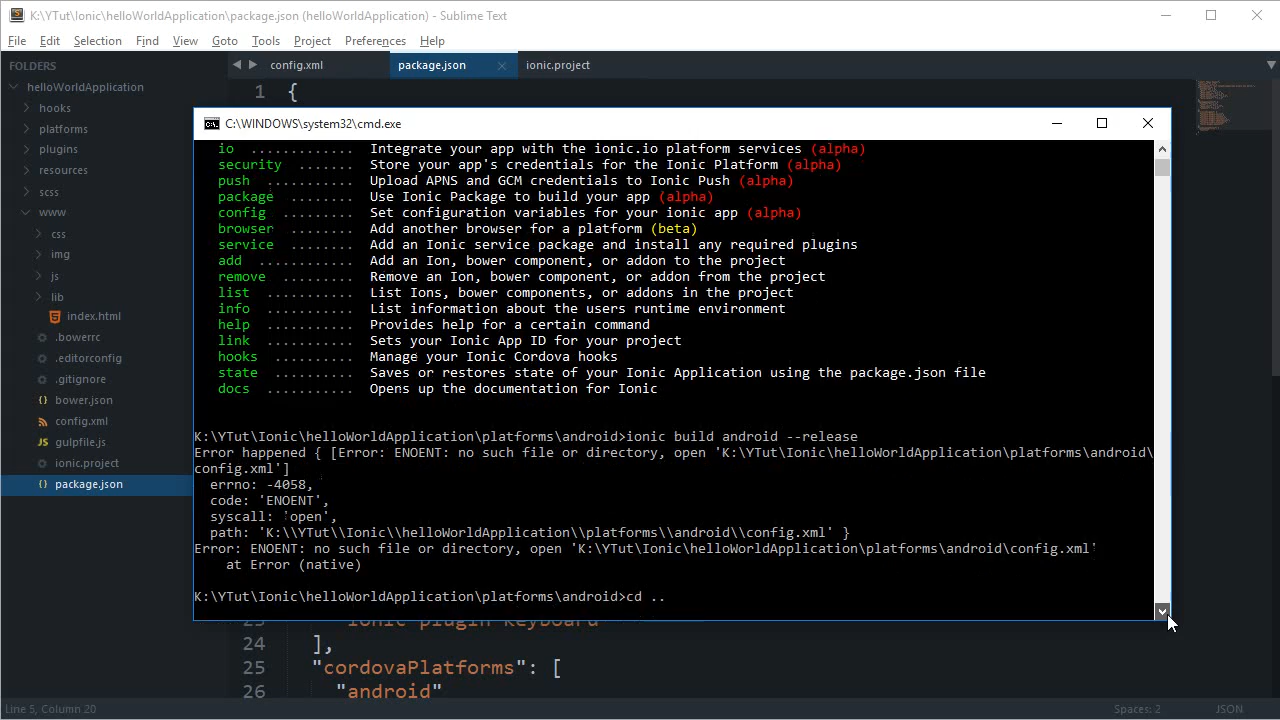 K:\YTut\Ionic\helloWorldApplication\package.json (helloWorldApplication) - Sublime Text
File Edit Selection Find View Goto Tools Project Preferences Help
FOLDERS
helloWorldApplication
hooks
platforms
plugins
resources
scss
www
css
img
js
lib
index.html
.bowerrc
.editorconfig
.gitignore
bower.json
config.xml
gulpfile.js
ionic.project
package.json
config.xml package.json ionic.project
1 {
C:\WINDOWS\system32\cmd.exe
io ............. Integrate your app with the ionic.io platform services (alpha)
security ........ Store your app's credentials for the Ionic Platform (alpha)
push ........... Upload APNS and GCM credentials to Ionic Push (alpha)
package ........ Use Ionic Package to build your app (alpha)
config ......... Set configuration variables for your ionic app (alpha)
browser ........ Add another browser for a platform (beta)
service ........ Add an Ionic service package and install any required plugins
add ............ Add an Ion, bower component, or addon to the project
remove ......... Remove an Ion, bower component, or addon from the project
list ........... List Ions, bower components, or addons in the project
info ........... List information about the users runtime environment
help ........... Provides help for a certain command
link ........... Sets your Ionic App ID for your project
hooks .......... Manage your Ionic Cordova hooks
state .......... Saves or restores state of your Ionic Application using the package.json file
docs ........... Opens up the documentation for Ionic
K:\YTut\Ionic\helloWorldApplication\platforms\android>ionic build android --release
Error happened { [Error: ENOENT: no such file or directory, open 'K:\YTut\Ionic\helloWorldApplication\platforms\android\
config.xml']
errno: -4058,
code: 'ENOENT',
syscall: 'open',
path: 'K:\\YTut\\Ionic\\helloWorldApplication\\platforms\\android\\config.xml' }
Error: ENOENT: no such file or directory, open 'K:\YTut\Ionic\helloWorldApplication\platforms\android\config.xml'
at Error (native)
K:\YTut\Ionic\helloWorldApplication\platforms\android>cd ..
23 "ionic-plugin-keyboard"
24 ],
25 "cordovaPlatforms": [
26 "android"
Line 5, Column 20
Spaces: 2
JSON